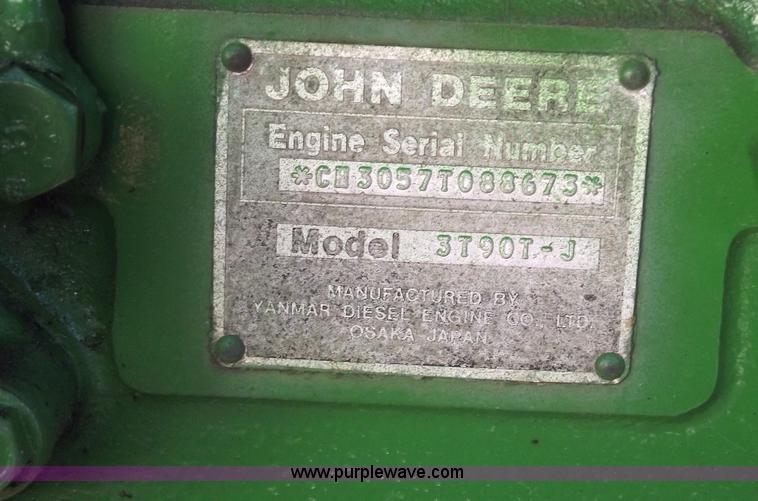 JOHN DEERE
Engine Serial Number
*CH3057T088673*
Model 3T90T-J
MANUFACTURED BY
YANMAR DIESEL ENGINE CO., LTD.
OSAKA JAPAN
www.purplewave.com